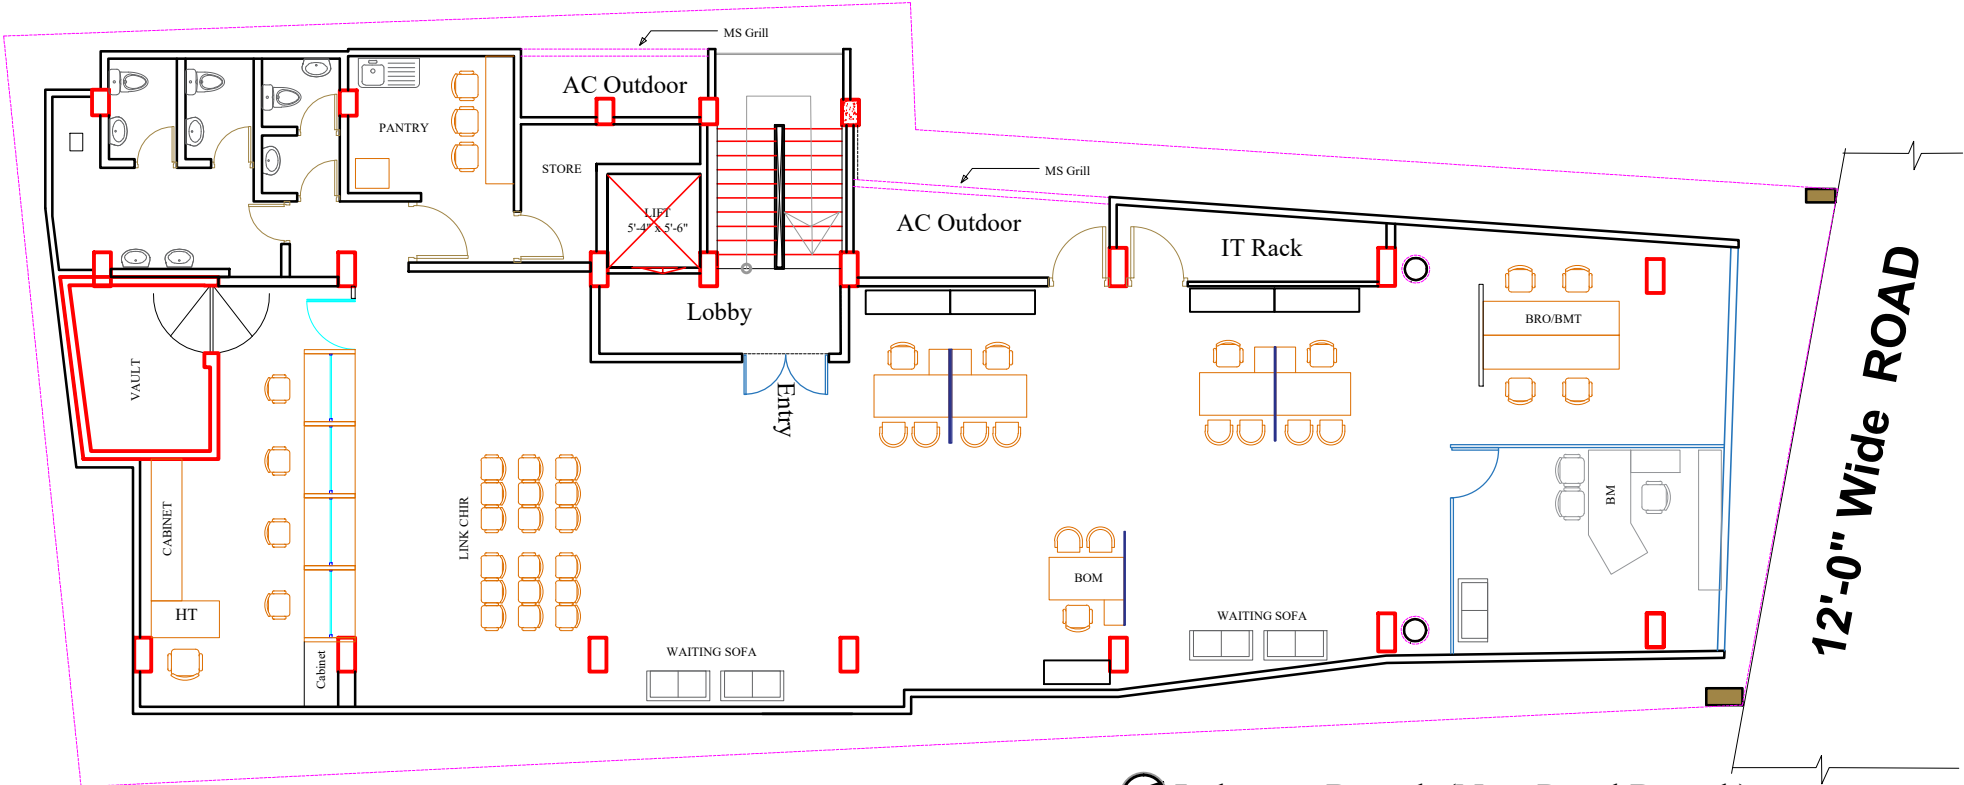 MS Grill
AC Outdoor
PANTRY
STORE
MS Grill
LIFT
5'-4" x 5'-6"
AC Outdoor
IT Rack
Lobby
BRO/BMT
VAULT
Entry
12'-0" Wide ROAD
CABINET
LINK CHIR
BM
BOM
HT
WAITING SOFA
WAITING SOFA
Cabinet